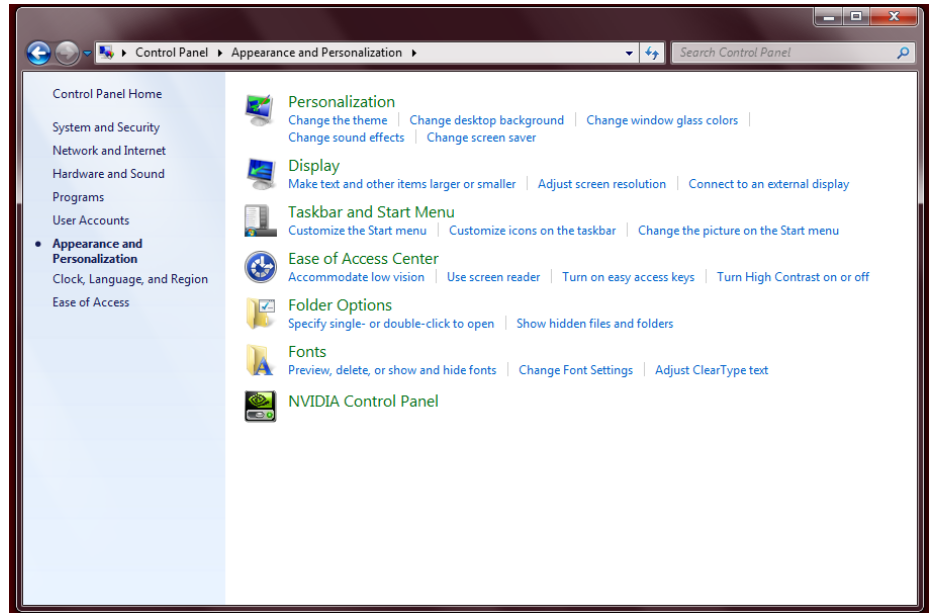 Control Panel Appearance and Personalization Search Control Panel
Control Panel Home
System and Security
Network and Internet
Hardware and Sound
Programs
User Accounts
Appearance and
Personalization
Clock, Language, and Region
Ease of Access
Personalization
Change the theme Change desktop background Change window glass colors
Change sound effects Change screen saver
Display
Make text and other items larger or smaller Adjust screen resolution Connect to an external display
Taskbar and Start Menu
Customize the Start menu Customize icons on the taskbar Change the picture on the Start menu
Ease of Access Center
Accommodate low vision Use screen reader Turn on easy access keys Turn High Contrast on or off
Folder Options
Specify single- or double-click to open Show hidden files and folders
Fonts
Preview, delete, or show and hide fonts Change Font Settings Adjust ClearType text
NVIDIA Control Panel